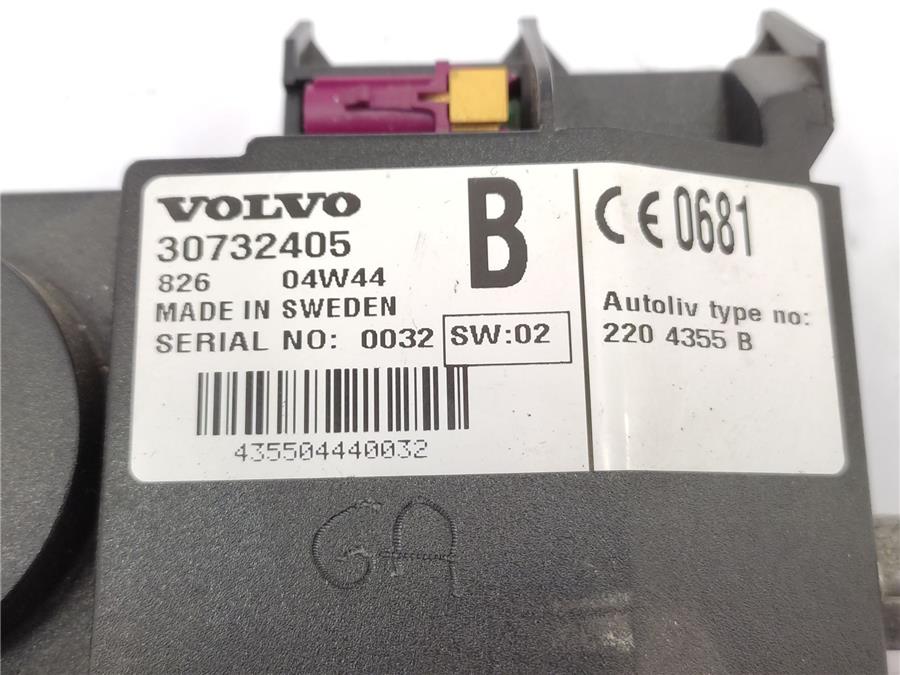 VOLVO
30732405
826 04W44
MADE IN SWEDEN
SERIAL NO: 0032
SW:02
B
435504440032
CE 0681
Autoliv type no:
220 4355 B
GA